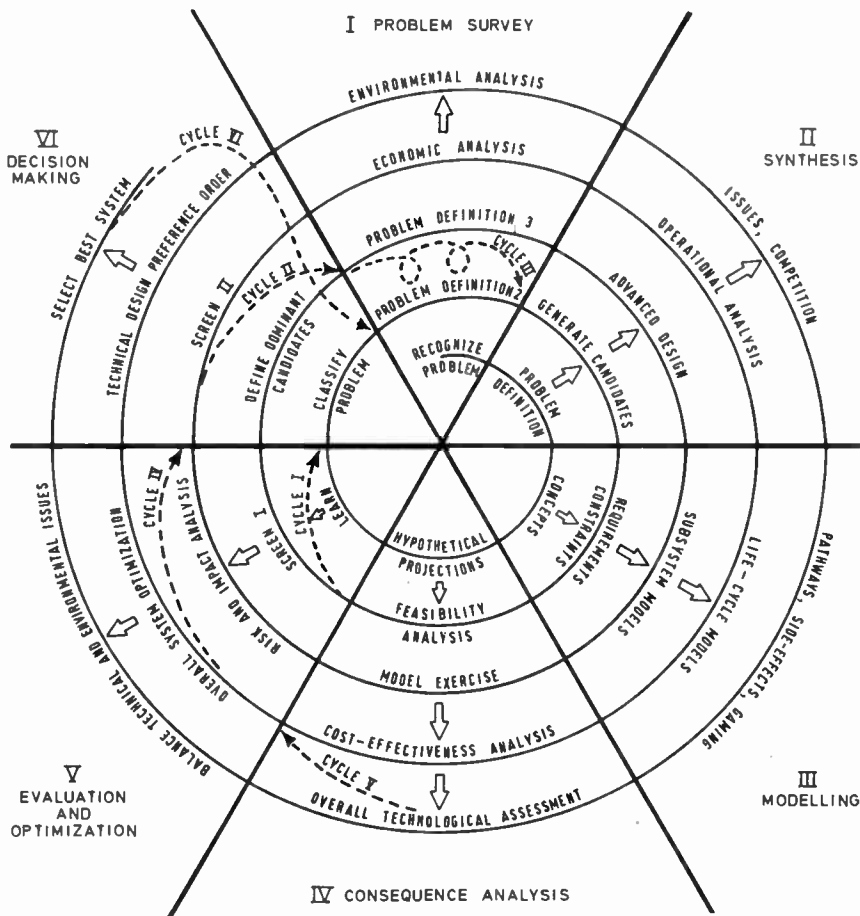 I PROBLEM SURVEY
ENVIRONMENTAL ANALYSIS
ECONOMIC ANALYSIS
PROBLEM DEFINITION 3
CYCLE III
PROBLEM DEFINITION 2
RECOGNIZE
PROBLEM
II
SYNTHESIS
ISSUES, COMPETITION
OPERATIONAL ANALYSIS
ADVANCED DESIGN
GENERATE CANDIDATES
PROBLEM
DEFINITION
III
MODELLING
PATHWAYS, SIDE-EFFECTS, GAMING
LIFE-CYCLE MODELS
SUBSYSTEM MODELS
REQUIREMENTS
CONSTRAINTS
CONCEPTS
IV CONSEQUENCE ANALYSIS
HYPOTHETICAL
PROJECTIONS
FEASIBILITY
ANALYSIS
MODEL EXERCISE
COST-EFFECTIVENESS ANALYSIS
CYCLE V
OVERALL TECHNOLOGICAL ASSESSMENT
V
EVALUATION
AND
OPTIMIZATION
BALANCE TECHNICAL AND ENVIRONMENTAL ISSUES
OVERALL SYSTEM OPTIMIZATION
CYCLE IV
RISK AND IMPACT ANALYSIS
SCREEN I
CYCLE I
LEARN
VI
DECISION
MAKING
CYCLE VI
SELECT BEST SYSTEM
TECHNICAL DESIGN PREFERENCE ORDER
SCREEN II
CYCLE II
DEFINE DOMINANT
CANDIDATES
CLASSIFY
PROBLEM